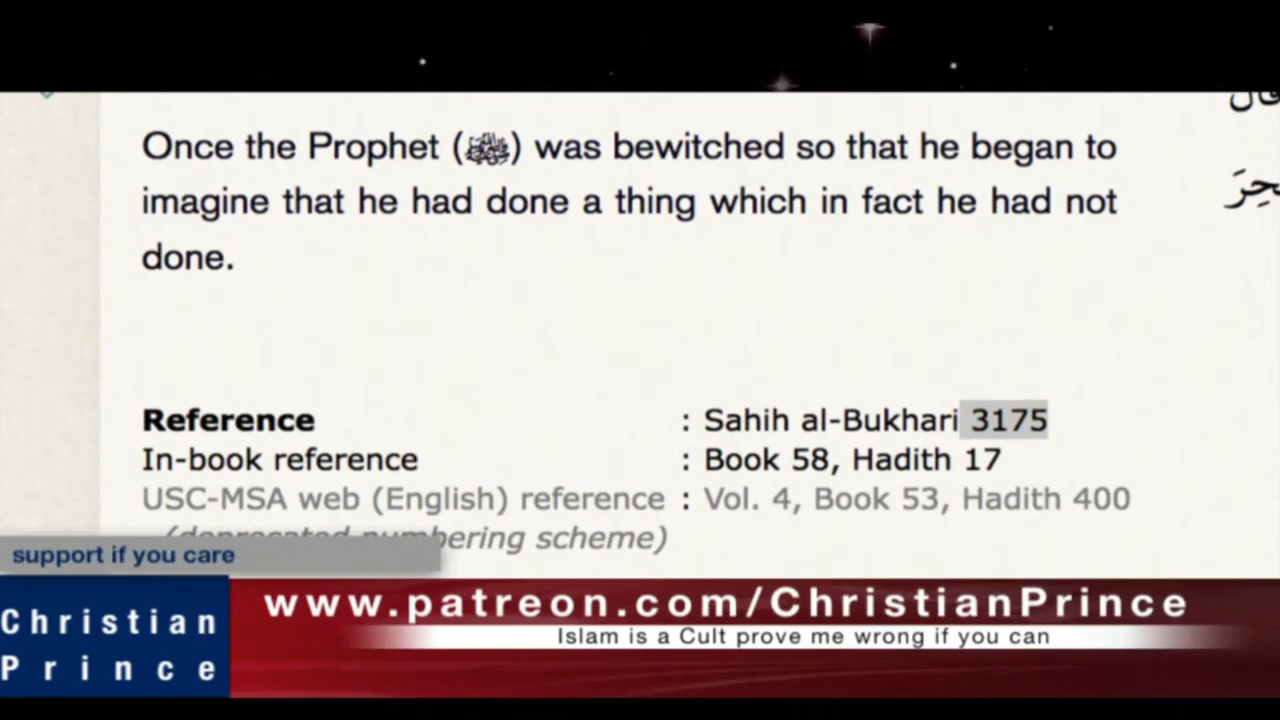 Once the Prophet (ﷺ) was bewitched so that he began to
imagine that he had done a thing which in fact he had not
done.
Reference : Sahih al-Bukhari 3175
In-book reference : Book 58, Hadith 17
USC-MSA web (English) reference : Vol. 4, Book 53, Hadith 400
(deprecated numbering scheme)
support if you care
Christian
Prince
www.patreon.com/ChristianPrince
Islam is a Cult prove me wrong if you can